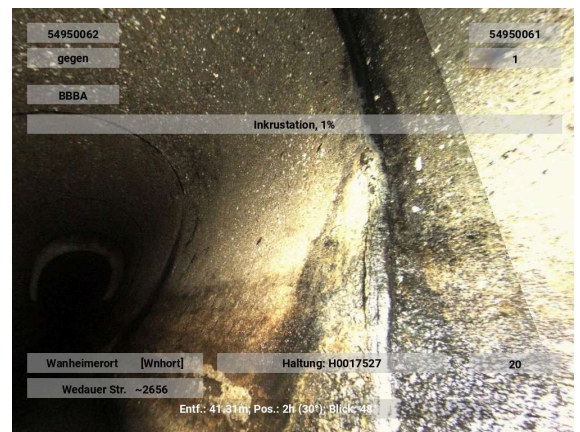 54950062 54950061
gegen 1
BBBA
Inkrustation, 1%
Wanheimerort [Wnhort] Haltung: H0017527 20
Wedauer Str. ~2656
Entf.: 41,31m; Pos.: 2h (30°); Blick: 48°